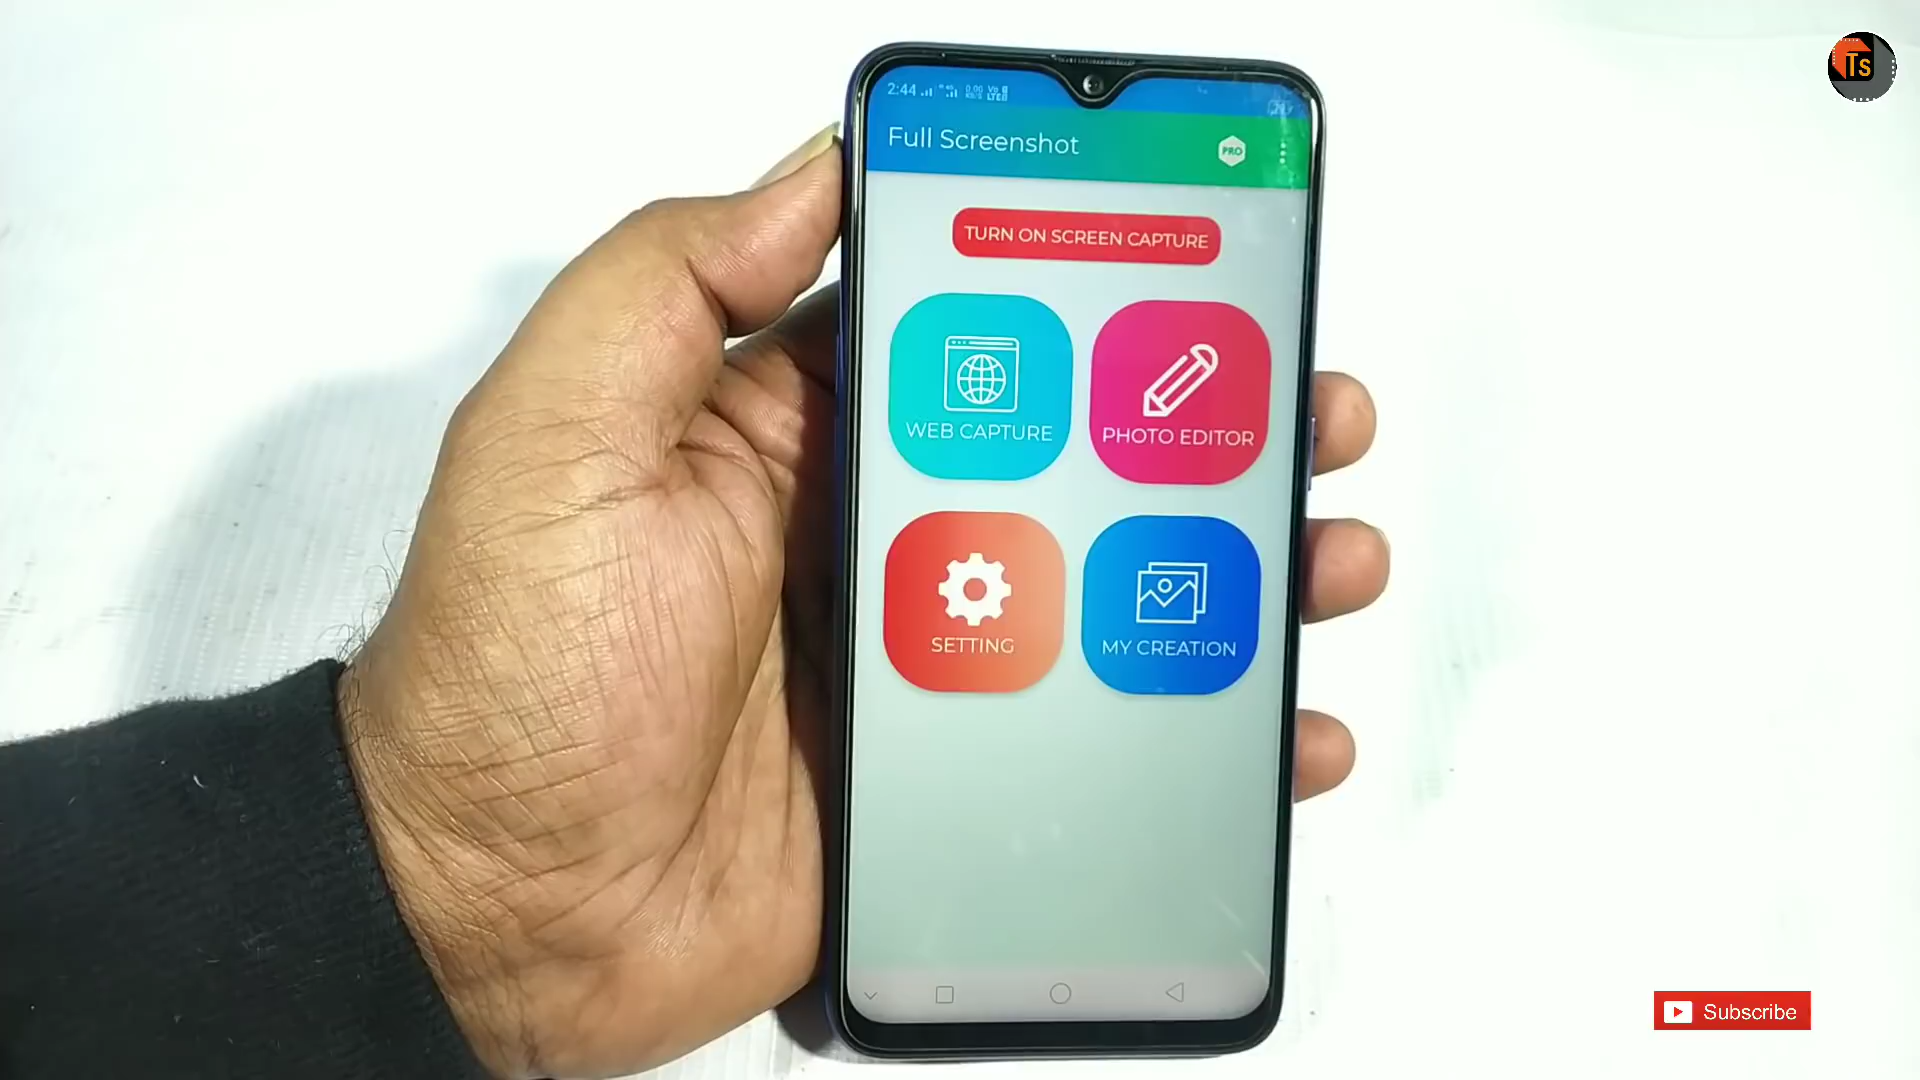 Ts
2:44
Full Screenshot
PRO
TURN ON SCREEN CAPTURE
WEB CAPTURE
PHOTO EDITOR
SETTING
MY CREATION
Subscribe